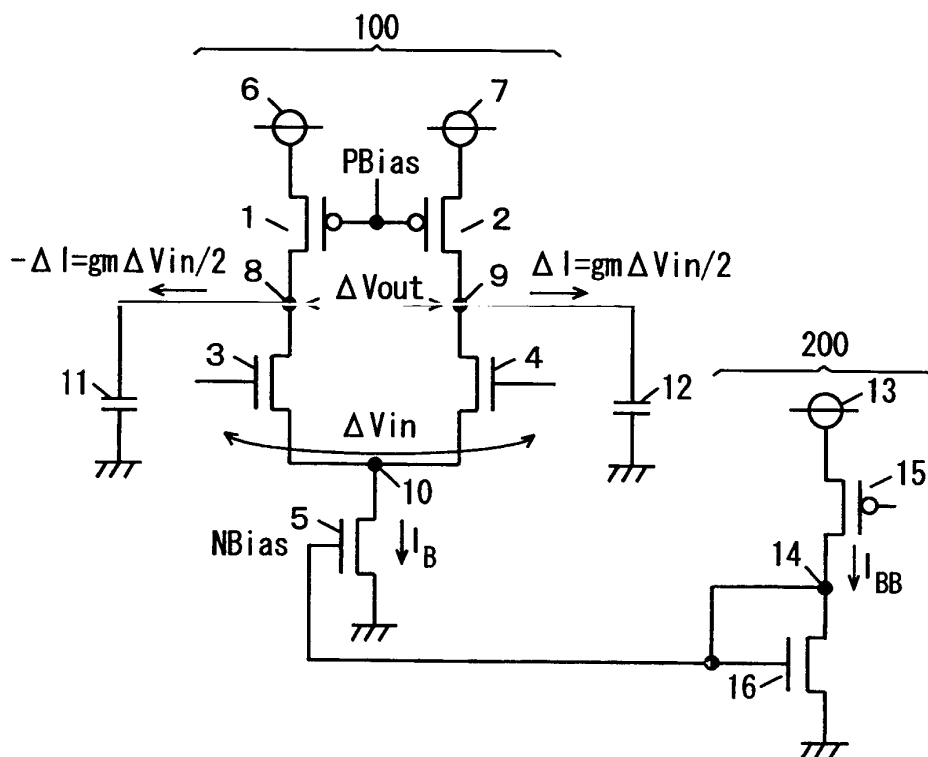 100
6
7
PBias
1
2
-ΔI=gmΔVin/2
8
ΔVout
9
ΔI=gmΔVin/2
3
4
200
11
12
13
ΔVin
10
15
5
NBias
I_B
14
I_BB
16